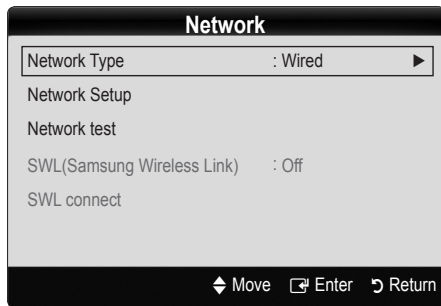 Network
Network Type : Wired ▶
Network Setup
Network test
SWL(Samsung Wireless Link) : Off
SWL connect
Move Enter Return